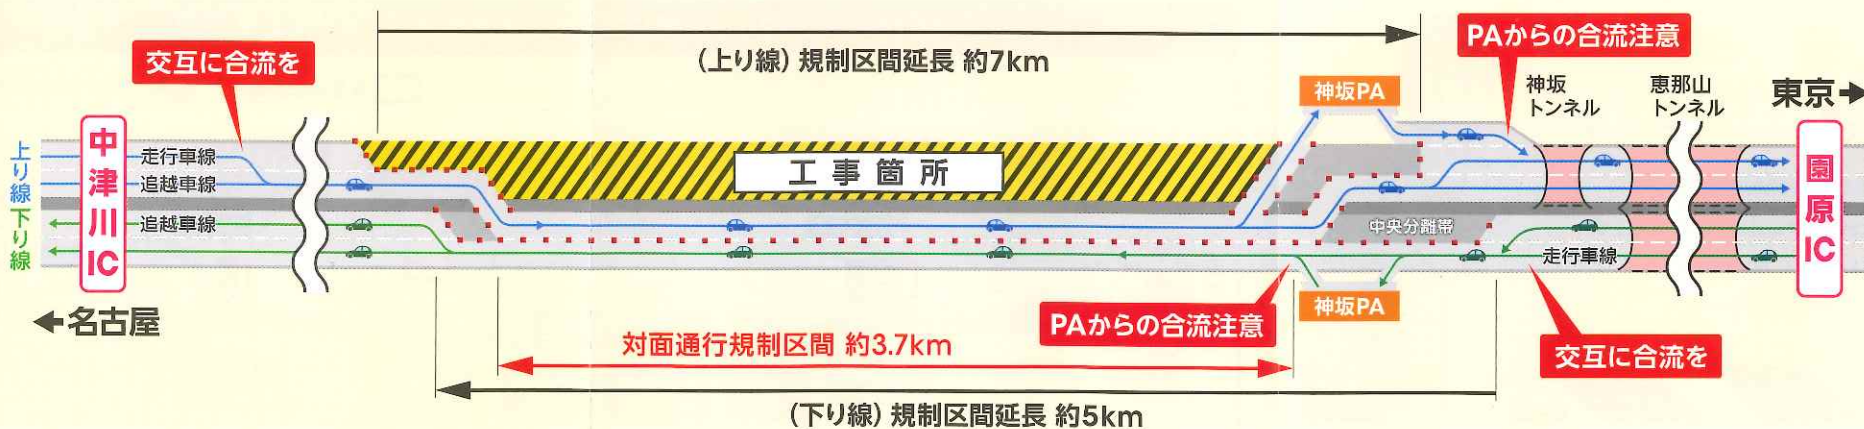 (上り線) 規制区間延長 約7km
交互に合流を
PAからの合流注意
神坂PA
神坂
トンネル
恵那山
トンネル
東京→
上り線
中津川IC
走行車線
追越車線
工事箇所
園原IC
下り線
追越車線
中央分離帯
走行車線
←名古屋
神坂PA
PAからの合流注意
対面通行規制区間 約3.7km
交互に合流を
(下り線) 規制区間延長 約5km